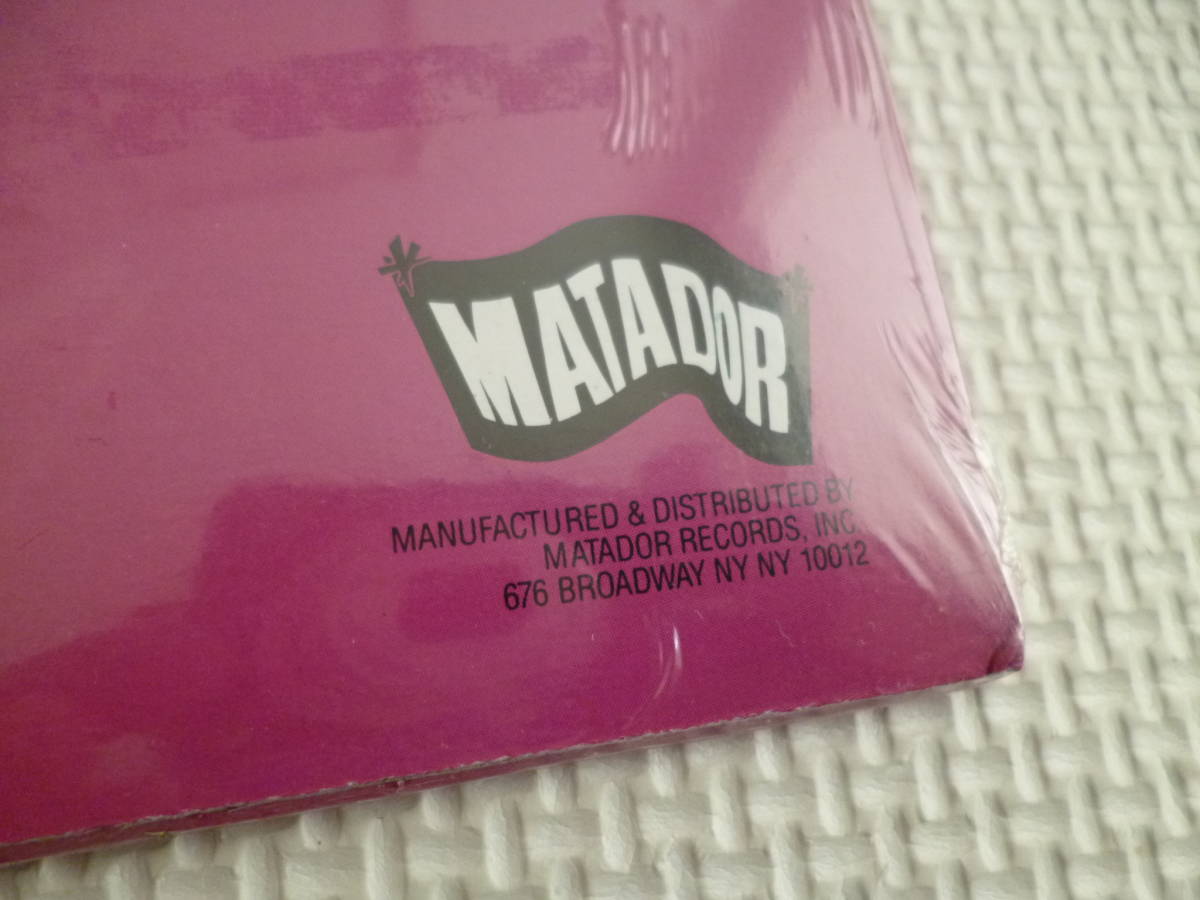 MATADOR
MANUFACTURED & DISTRIBUTED BY
MATADOR RECORDS, INC.
676 BROADWAY NY NY 10012